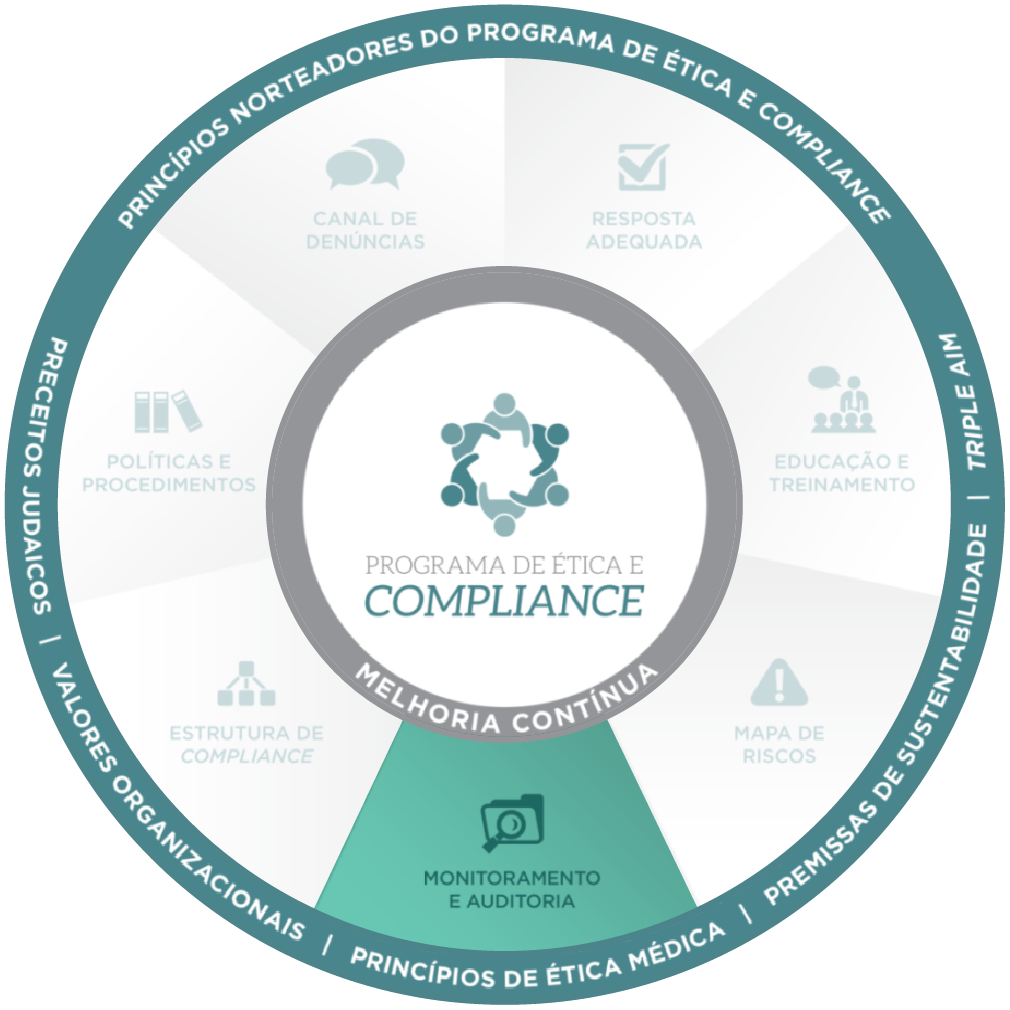 PRINCÍPIOS NORTEADORES DO PROGRAMA DE ÉTICA E COMPLIANCE
CANAL DE
DENÚNCIAS
RESPOSTA
ADEQUADA
POLÍTICAS E
PROCEDIMENTOS
EDUCAÇÃO E
TREINAMENTO
PROGRAMA DE ÉTICA E
COMPLIANCE
MELHORIA CONTÍNUA
ESTRUTURA DE
COMPLIANCE
MAPA DE
RISCOS
MONITORAMENTO
E AUDITORIA
PRECEITOS JUDAICOS | VALORES ORGANIZACIONAIS | PRINCÍPIOS DE ÉTICA MÉDICA | PREMISSAS DE SUSTENTABILIDADE | TRIPLE AIM